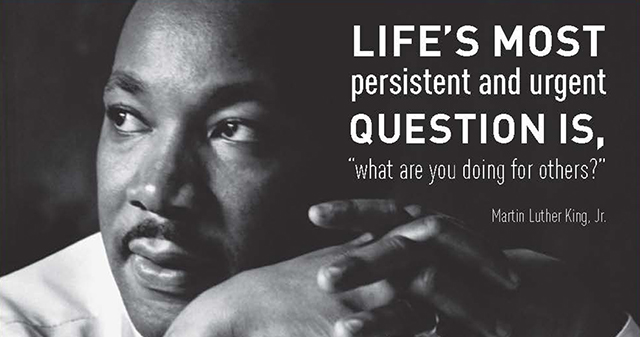 LIFE'S MOST
persistent and urgent
QUESTION IS,
“what are you doing for others?”
Martin Luther King, Jr.